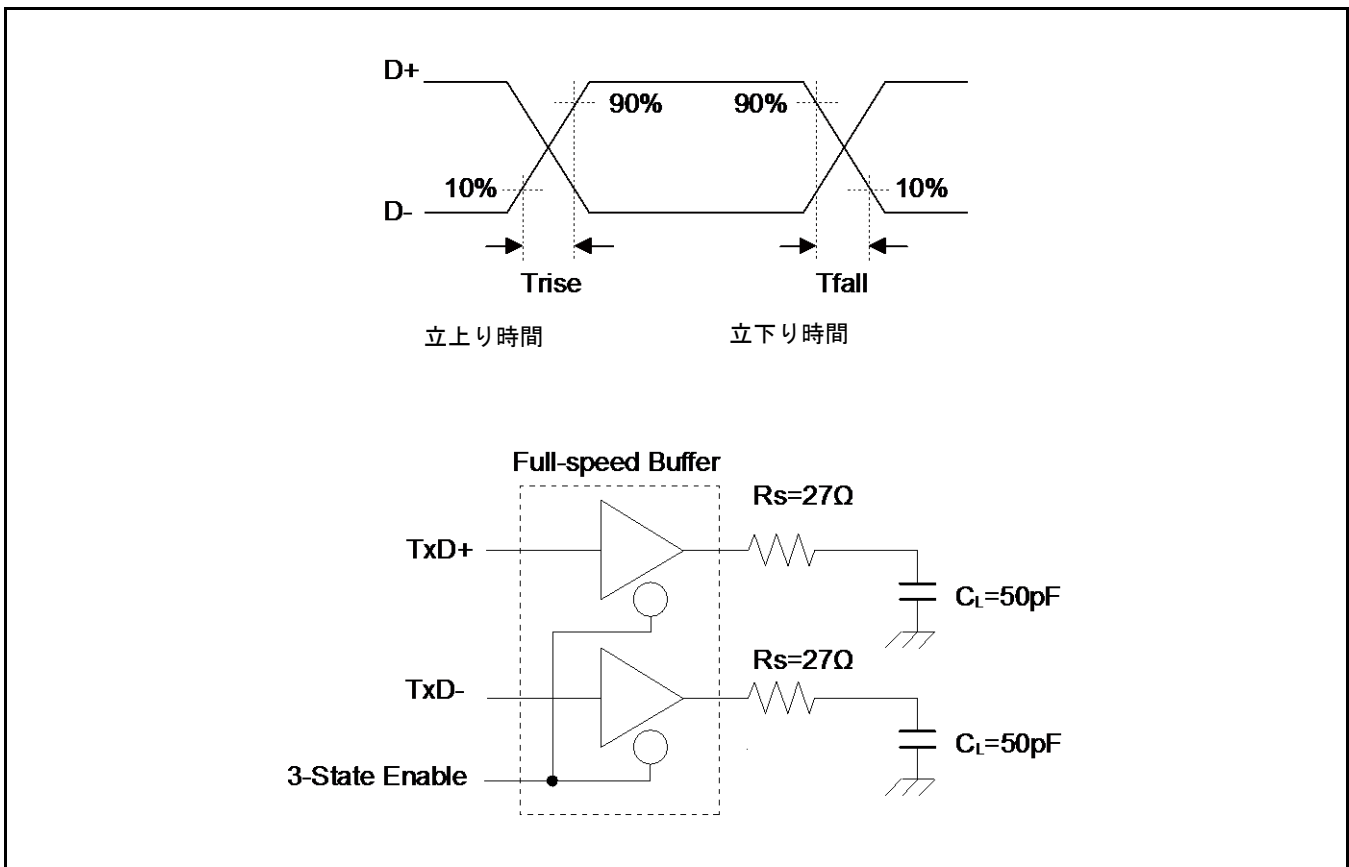 D+
90%
90%
10%
10%
D-
Trise
Tfall
立上り時間
立下り時間
Full-speed Buffer
Rs=27Ω
TxD+
CL=50pF
Rs=27Ω
TxD-
CL=50pF
3-State Enable